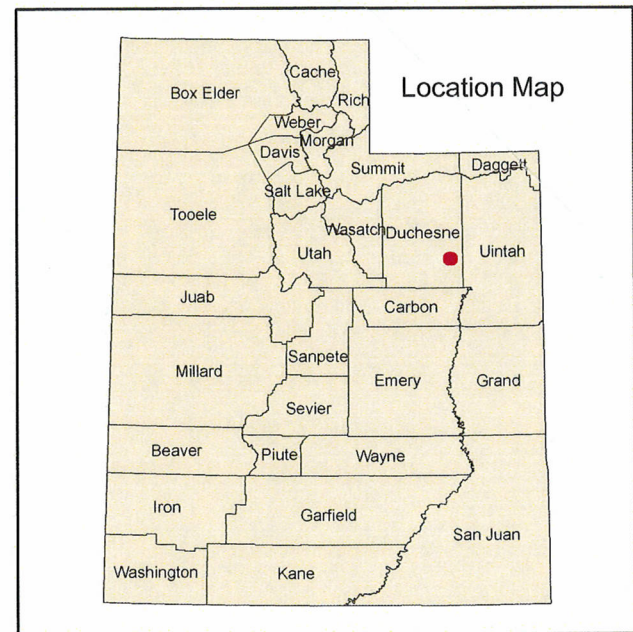 Location Map
Box Elder
Cache
Rich
Weber
Morgan
Davis
Summit
Daggett
Salt Lake
Tooele
Wasatch
Duchesne
Utah
Uintah
Juab
Carbon
Sanpete
Millard
Emery
Grand
Sevier
Beaver
Piute
Wayne
Iron
Garfield
San Juan
Washington
Kane